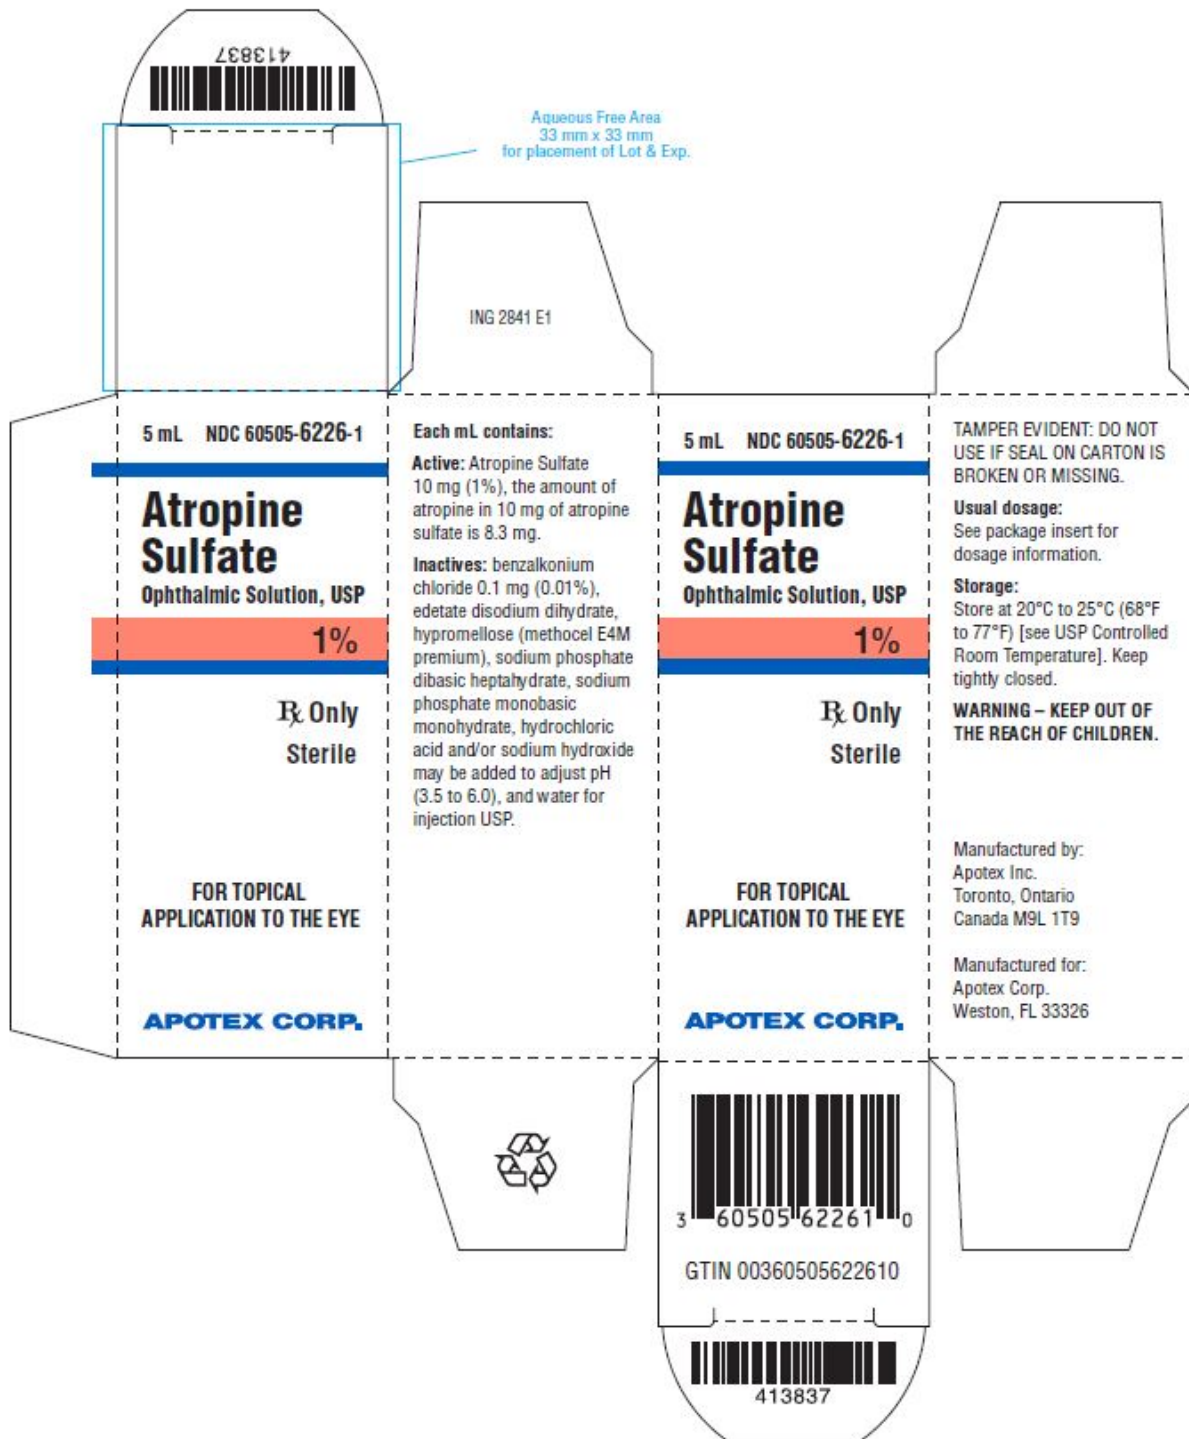 413837
Aqueous Free Area
33 mm x 33 mm
for placement of Lot & Exp.
ING 2841 E1
5 mL NDC 60505-6226-1
Atropine
Sulfate
Ophthalmic Solution, USP
1%
Rx Only
Sterile
FOR TOPICAL
APPLICATION TO THE EYE
APOTEX CORP.
Each mL contains:
Active: Atropine Sulfate
10 mg (1%), the amount of
atropine in 10 mg of atropine
sulfate is 8.3 mg.
Inactives: benzalkonium
chloride 0.1 mg (0.01%),
edetate disodium dihydrate,
hypromellose (methocel E4M
premium), sodium phosphate
dibasic heptahydrate, sodium
phosphate monobasic
monohydrate, hydrochloric
acid and/or sodium hydroxide
may be added to adjust pH
(3.5 to 6.0), and water for
injection USP.
5 mL NDC 60505-6226-1
Atropine
Sulfate
Ophthalmic Solution, USP
1%
Rx Only
Sterile
FOR TOPICAL
APPLICATION TO THE EYE
APOTEX CORP.
TAMPER EVIDENT: DO NOT
USE IF SEAL ON CARTON IS
BROKEN OR MISSING.
Usual dosage:
See package insert for
dosage information.
Storage:
Store at 20°C to 25°C (68°F
to 77°F) [see USP Controlled
Room Temperature]. Keep
tightly closed.
WARNING – KEEP OUT OF
THE REACH OF CHILDREN.
Manufactured by:
Apotex Inc.
Toronto, Ontario
Canada M9L 1T9
Manufactured for:
Apotex Corp.
Weston, FL 33326
3 60505 62261 0
GTIN 00360505622610
413837